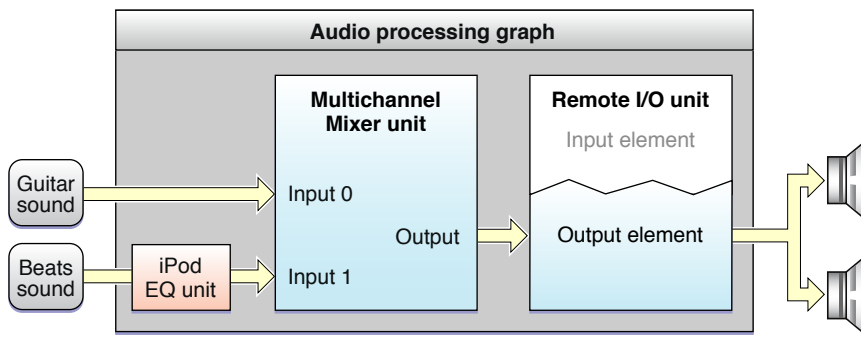 Audio processing graph
Multichannel
Mixer unit
Remote I/O unit
Input element
Guitar
sound
Input 0
Output
Output element
Beats
sound
iPod
EQ unit
Input 1